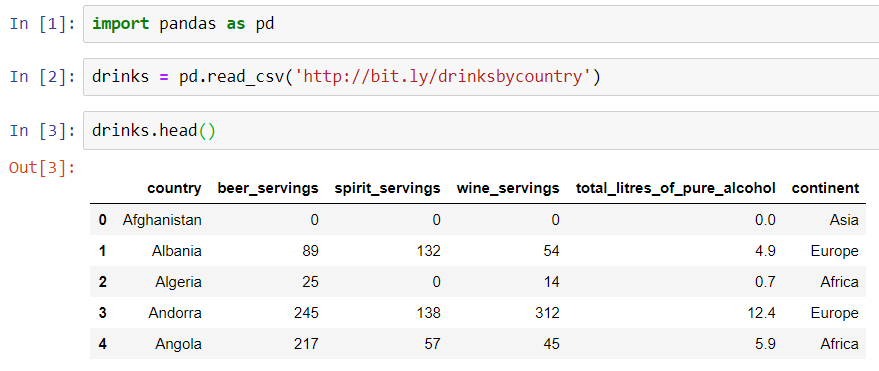 In [1]: import pandas as pd
In [2]: drinks = pd.read_csv('http://bit.ly/drinksbycountry')
In [3]: drinks.head()
Out[3]:
country beer_servings spirit_servings wine_servings total_litres_of_pure_alcohol continent
0 Afghanistan 0 0 0 0.0 Asia
1 Albania 89 132 54 4.9 Europe
2 Algeria 25 0 14 0.7 Africa
3 Andorra 245 138 312 12.4 Europe
4 Angola 217 57 45 5.9 Africa